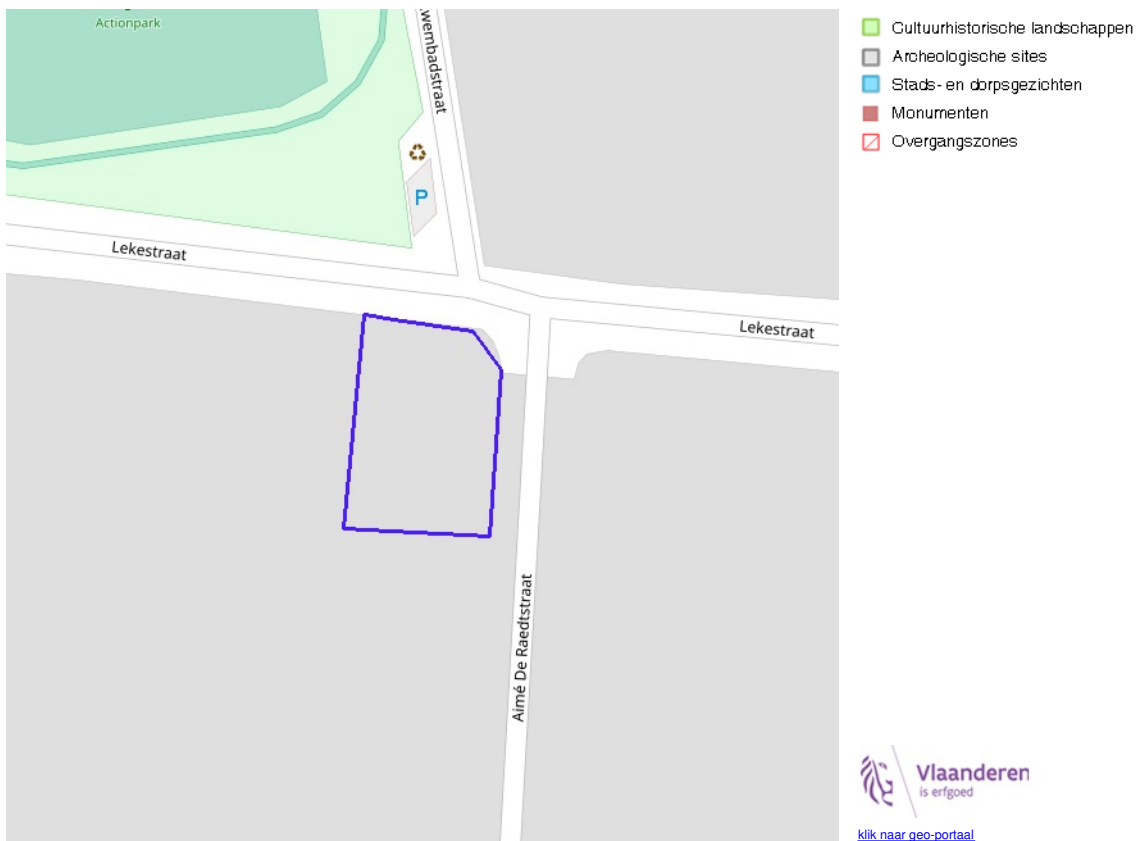 Actionpark
Lekestraat
P
Lekestraat
Aimé De Raedtstraat
Cultuurhistorische landschappen
Archeologische sites
Stads- en dorpsgezichten
Monumenten
Overgangszones
Vlaanderen
is erfgoed
klik naar geo-portaal